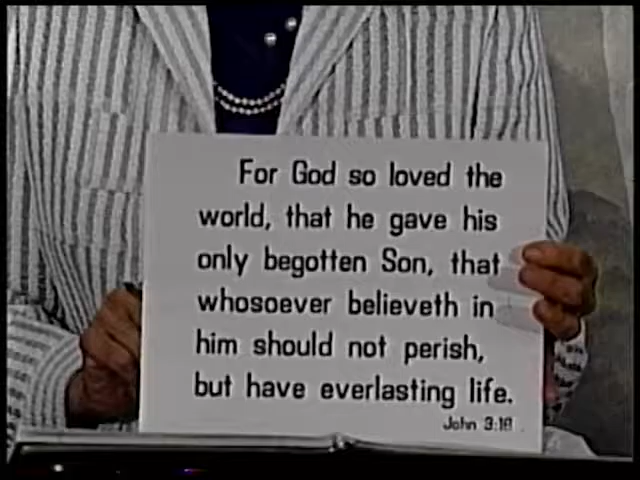 For God so loved the
world, that he gave his
only begotten Son, that
whosoever believeth in
him should not perish,
but have everlasting life.
John 3:16